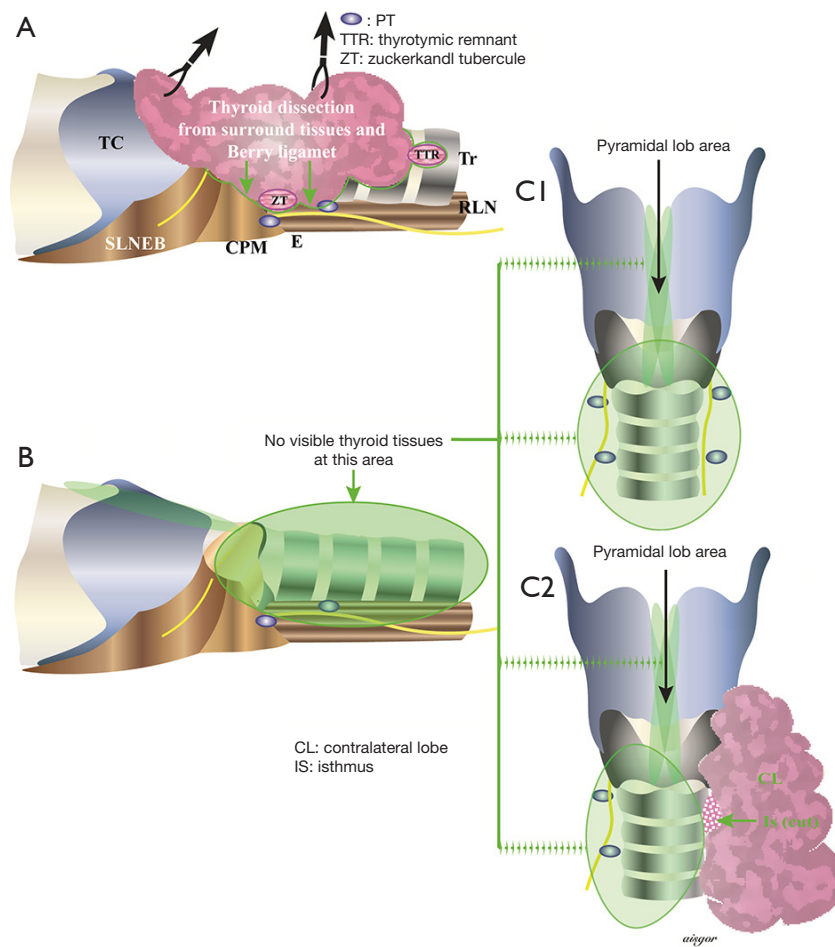 A
: PT
TTR: thyrotymic remnant
ZT: zuckerkandl tubercule
Thyroid dissection
from surround tissues and
Berry ligamet
TC
TTR
Tr
ZT
RLN
SLNEB
CPM
E
C1
Pyramidal lob area
No visible thyroid tissues
at this area
B
C2
Pyramidal lob area
CL: contralateral lobe
IS: isthmus
CL
Is (cut)
aisgor